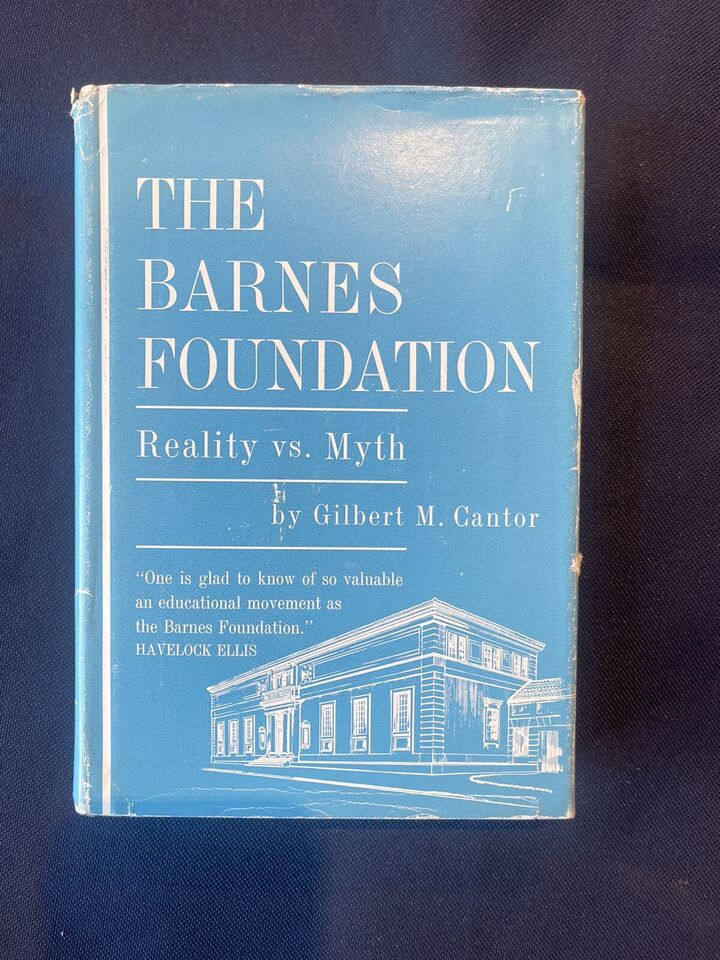 THE
BARNES
FOUNDATION
Reality vs. Myth
by Gilbert M. Cantor
“One is glad to know of so valuable
an educational movement as
the Barnes Foundation.”
HAVELOCK ELLIS